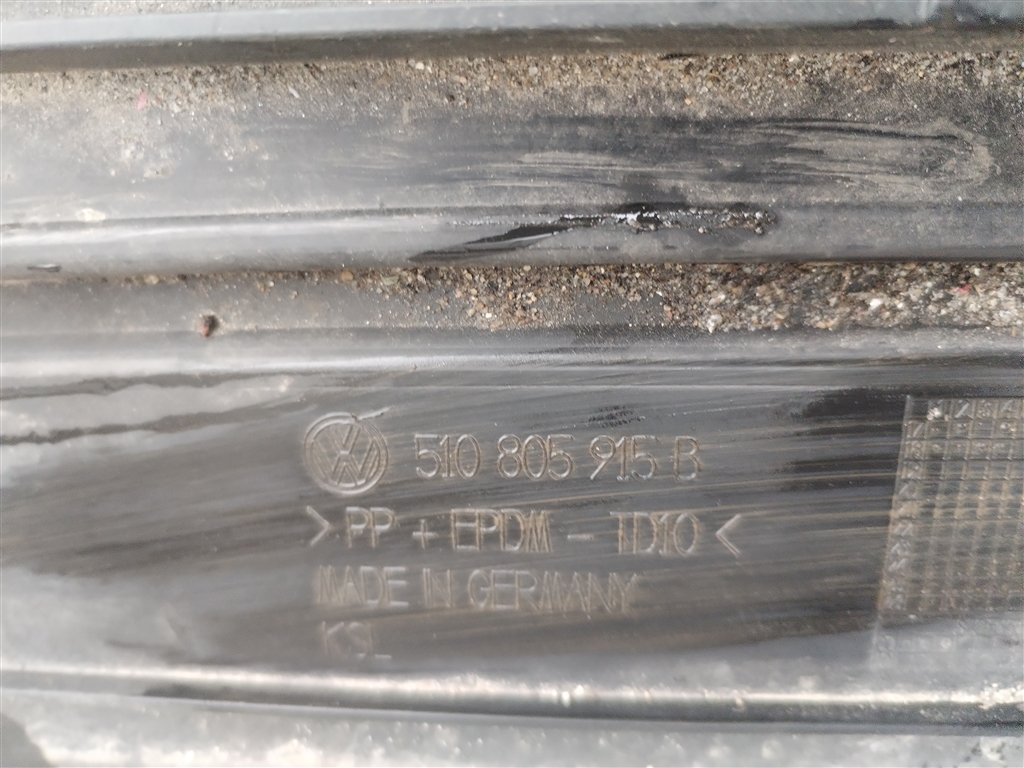 510 805 915 B
> PP + EPDM - TD10 <
MADE IN GERMANY
KSL